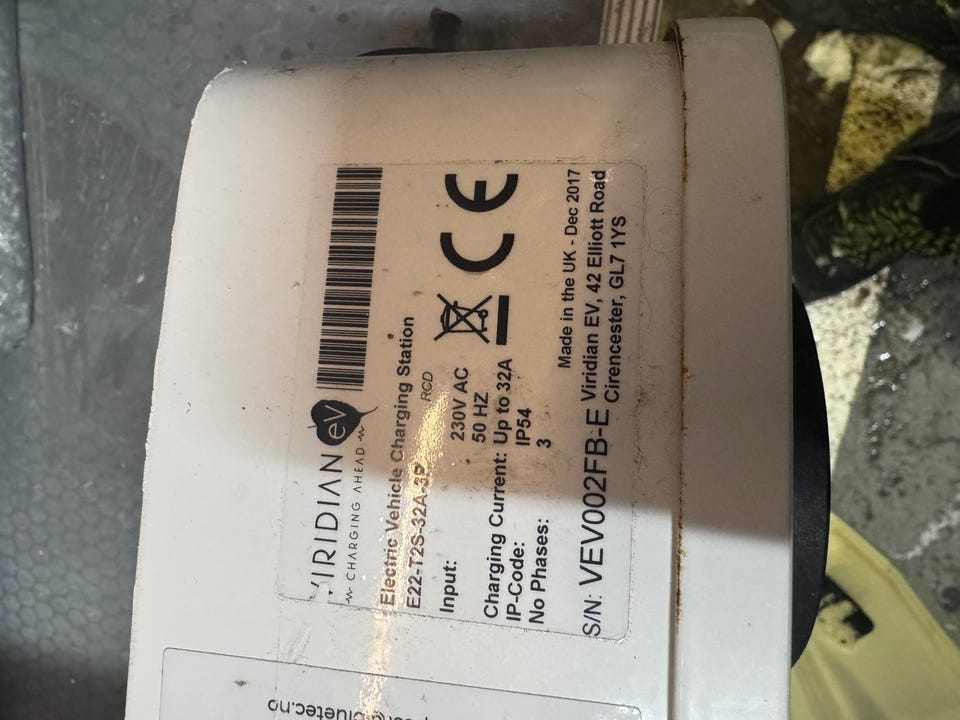 VIRIDIAN eV
CHARGING AHEAD
Electric Vehicle Charging Station
E22-T2S-32A-3P RCD
Input: 230V AC
50 HZ
Charging Current: Up to 32A
IP-Code: IP54
No Phases: 3
CE
Made in the UK - Dec 2017
S/N: VEV002FB-E
Viridian EV, 42 Elliott Road
Cirencester, GL7 1YS